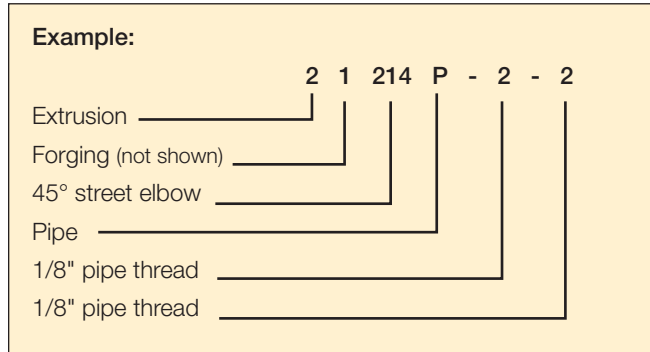 Example:
2 1 214 P - 2 - 2
Extrusion
Forging (not shown)
45° street elbow
Pipe
1/8" pipe thread
1/8" pipe thread